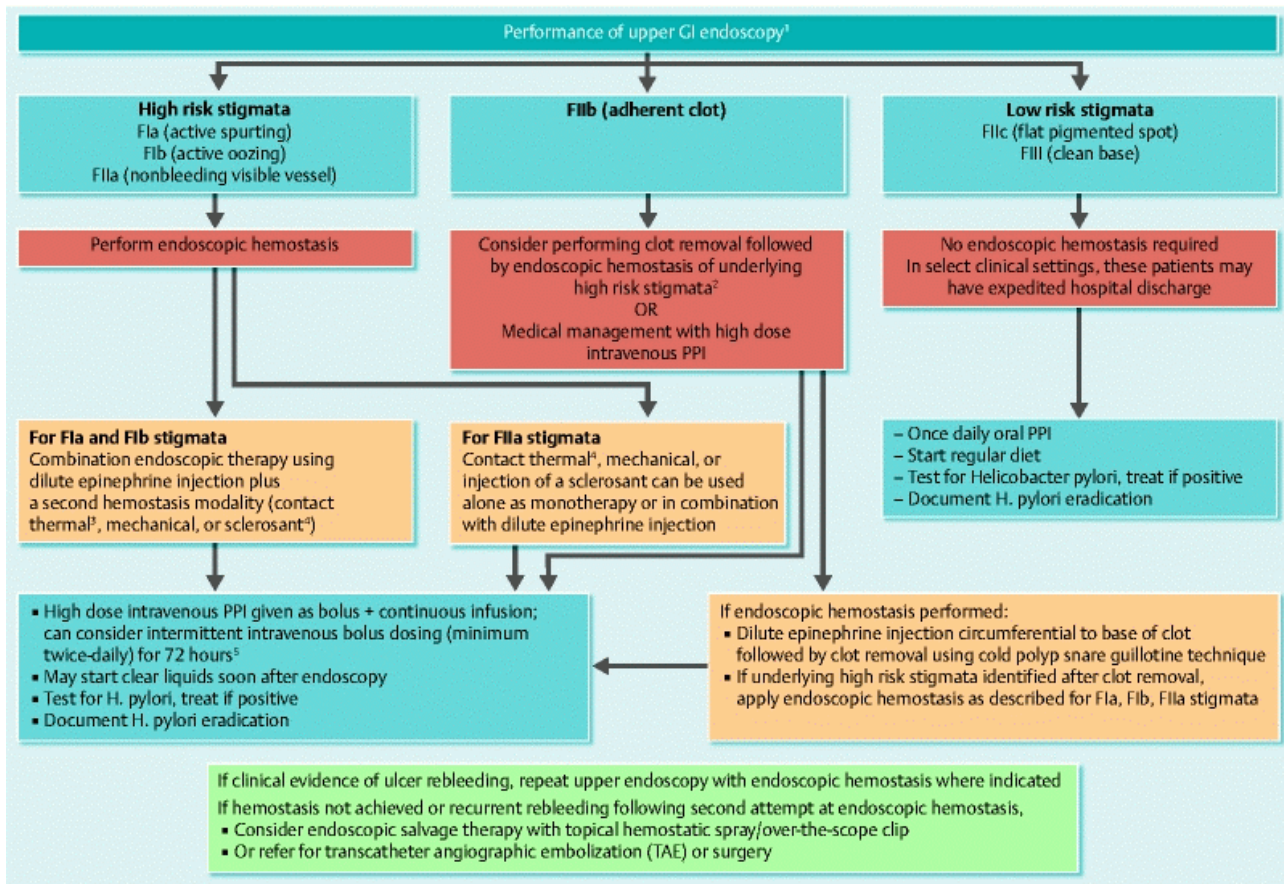 Performance of upper GI endoscopy¹
High risk stigmata
FIa (active spurting)
FIb (active oozing)
FIIa (nonbleeding visible vessel)
FIIb (adherent clot)
Low risk stigmata
FIIc (flat pigmented spot)
FIII (clean base)
Perform endoscopic hemostasis
Consider performing clot removal followed
by endoscopic hemostasis of underlying
high risk stigmata²
OR
Medical management with high dose
intravenous PPI
No endoscopic hemostasis required
In select clinical settings, these patients may
have expedited hospital discharge
For FIa and FIb stigmata
Combination endoscopic therapy using
dilute epinephrine injection plus
a second hemostasis modality (contact
thermal³, mechanical, or sclerosant⁴)
For FIIa stigmata
Contact thermal⁴, mechanical, or
injection of a sclerosant can be used
alone as monotherapy or in combination
with dilute epinephrine injection
– Once daily oral PPI
– Start regular diet
– Test for Helicobacter pylori, treat if positive
– Document H. pylori eradication
▪ High dose intravenous PPI given as bolus + continuous infusion;
can consider intermittent intravenous bolus dosing (minimum
twice-daily) for 72 hours⁵
▪ May start clear liquids soon after endoscopy
▪ Test for H. pylori, treat if positive
▪ Document H. pylori eradication
If endoscopic hemostasis performed:
▪ Dilute epinephrine injection circumferential to base of clot
followed by clot removal using cold polyp snare guillotine technique
▪ If underlying high risk stigmata identified after clot removal,
apply endoscopic hemostasis as described for FIa, FIb, FIIa stigmata
If clinical evidence of ulcer rebleeding, repeat upper endoscopy with endoscopic hemostasis where indicated
If hemostasis not achieved or recurrent rebleeding following second attempt at endoscopic hemostasis,
▪ Consider endoscopic salvage therapy with topical hemostatic spray/over-the-scope clip
▪ Or refer for transcatheter angiographic embolization (TAE) or surgery